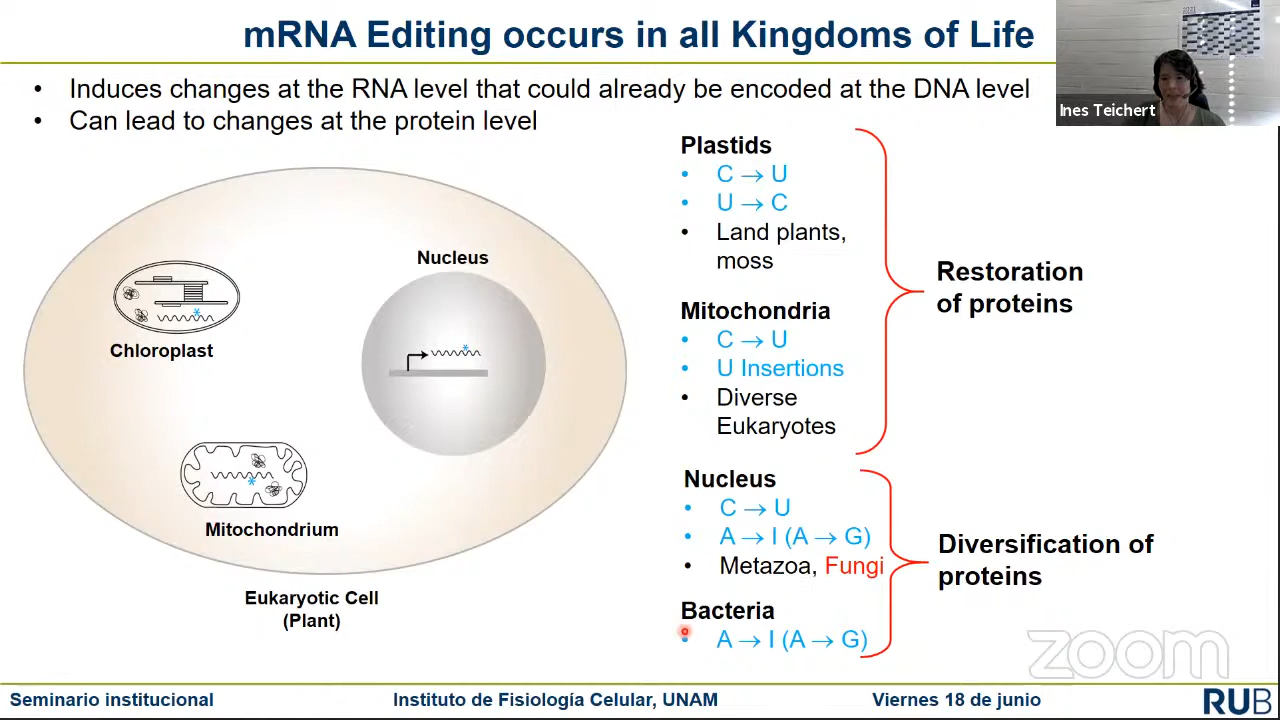 mRNA Editing occurs in all Kingdoms of Life
• Induces changes at the RNA level that could already be encoded at the DNA level
• Can lead to changes at the protein level
Ines Teichert
Nucleus
Chloroplast
Mitochondrium
Eukaryotic Cell
(Plant)
Plastids
• C → U
• U → C
• Land plants,
moss
Mitochondria
• C → U
• U Insertions
• Diverse
Eukaryotes
Restoration
of proteins
Nucleus
• C → U
• A → I (A → G)
• Metazoa, Fungi
Bacteria
• A → I (A → G)
Diversification of
proteins
zoom
Seminario institucional
Instituto de Fisiología Celular, UNAM
Viernes 18 de junio
RUB